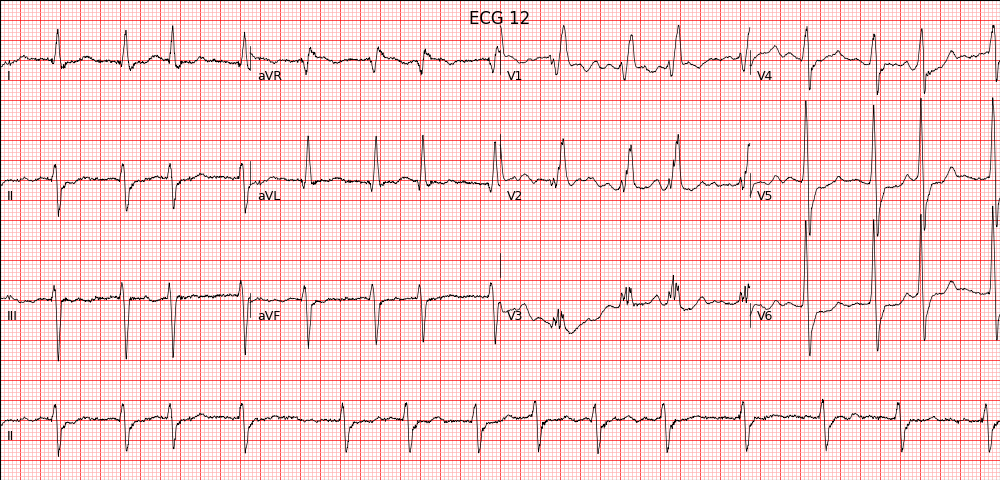 ECG 12
I aVR V1 V4
II aVL V2 V5
III aVF V3 V6
II